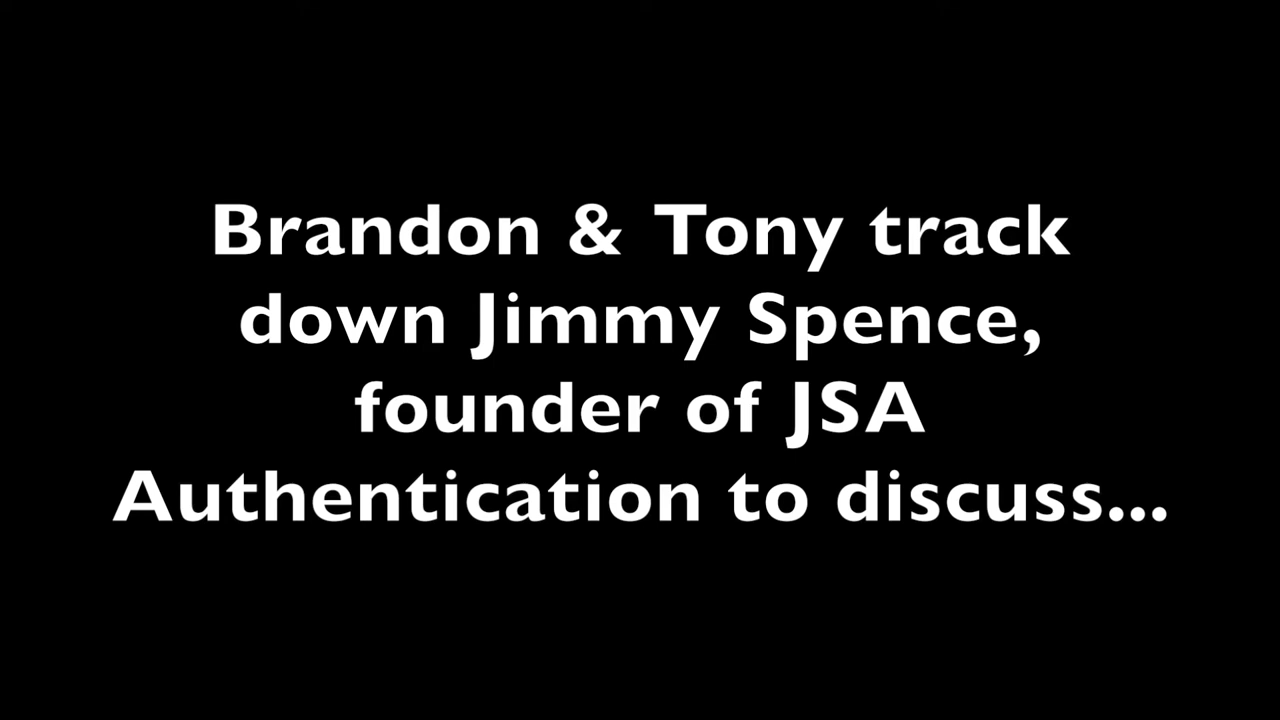 Brandon & Tony track
down Jimmy Spence,
founder of JSA
Authentication to discuss...